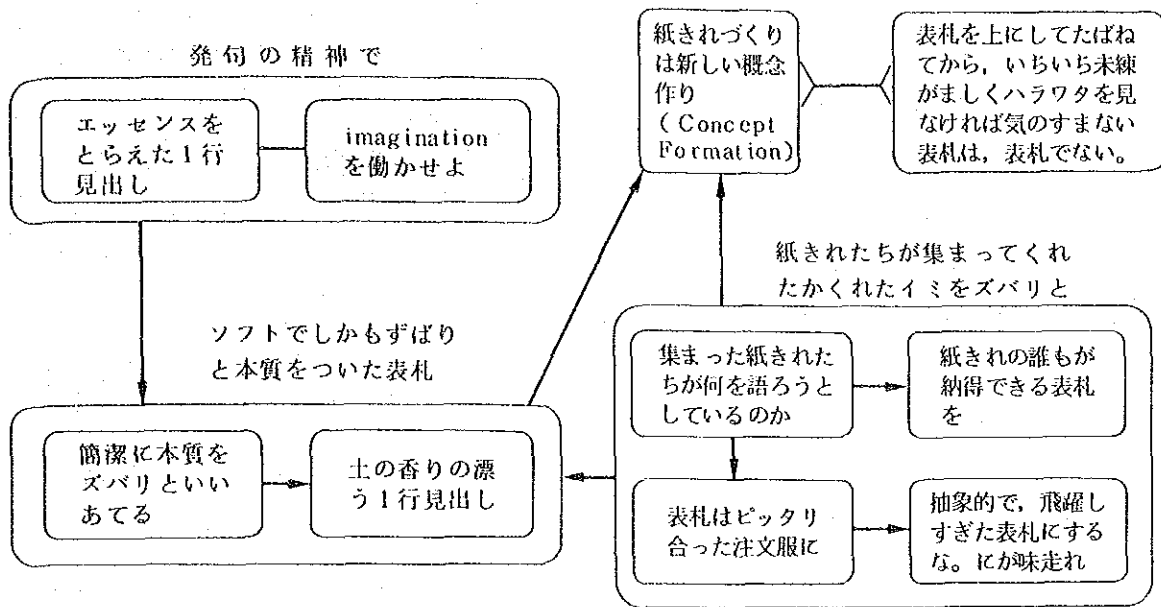 発句の精神で
エッセンスを
とらえた1行
見出し
imagination
を働かせよ
紙きれづくり
は新しい概念
作り
(Concept
Formation)
表札を上にしてたばね
てから,いちいち未練
がましくハラワタを見
なければ気のすまない
表札は,表札でない。
ソフトでしかもずばり
と本質をついた表札
簡潔に本質を
ズバリといい
あてる
土の香りの漂
う1行見出し
紙きれたちが集まってくれ
たかくれたイミをズバリと
集まった紙きれた
ちが何を語ろうと
しているのか
紙きれの誰もが
納得できる表札
を
表札はピッタリ
合った注文服に
抽象的で,飛躍し
すぎた表札にする
な。にが味走れ